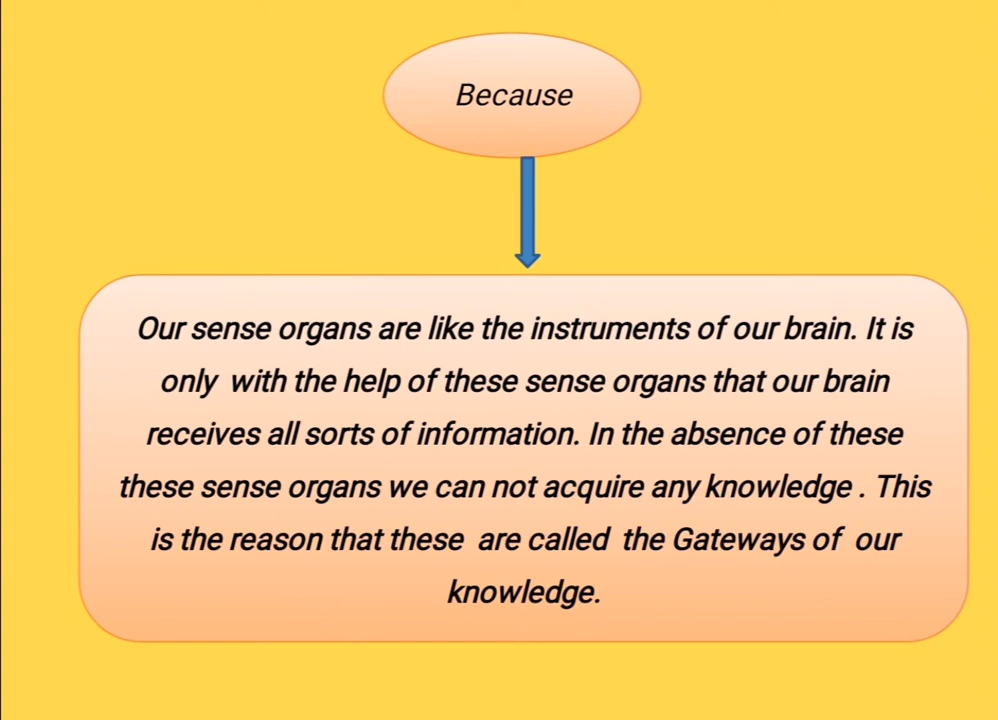 Because
Our sense organs are like the instruments of our brain. It is
only with the help of these sense organs that our brain
receives all sorts of information. In the absence of these
these sense organs we can not acquire any knowledge . This
is the reason that these are called the Gateways of our
knowledge.